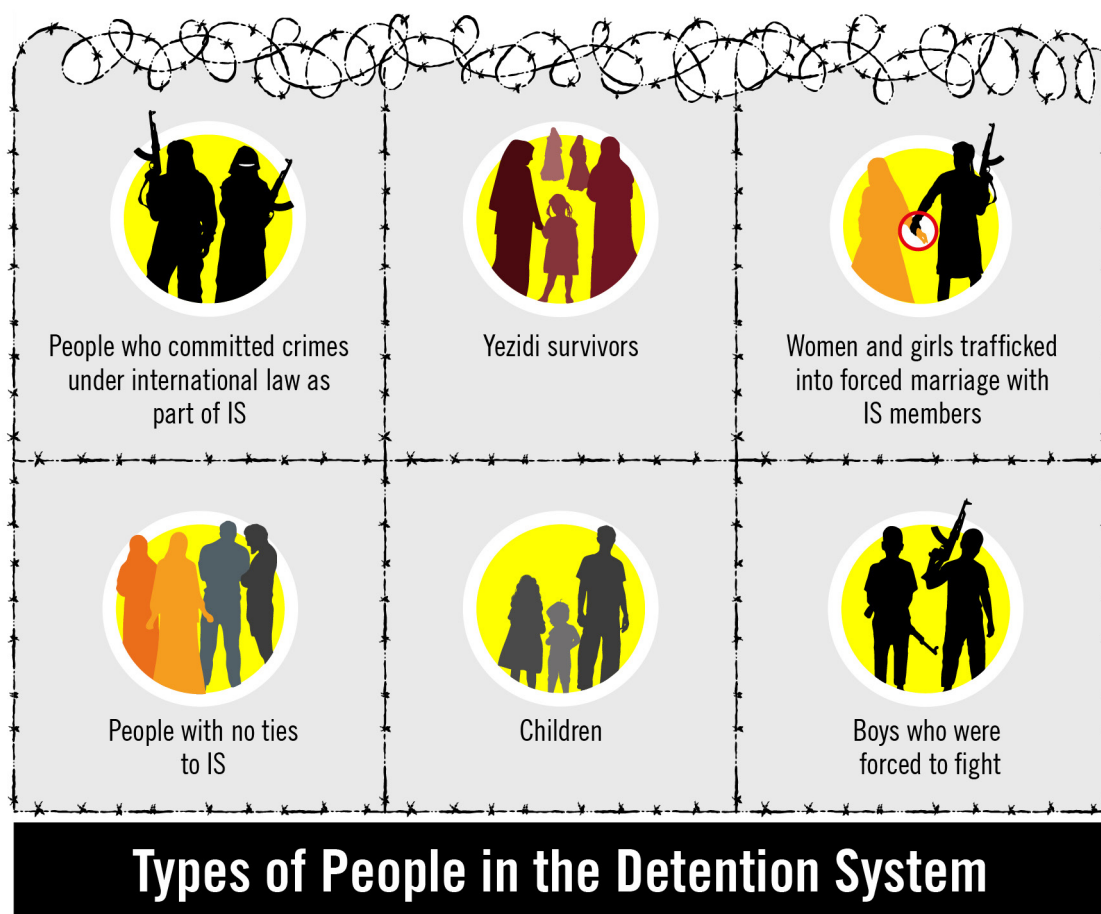 People who committed crimes
under international law as
part of IS
Yezidi survivors
Women and girls trafficked
into forced marriage with
IS members
People with no ties
to IS
Children
Boys who were
forced to fight
Types of People in the Detention System